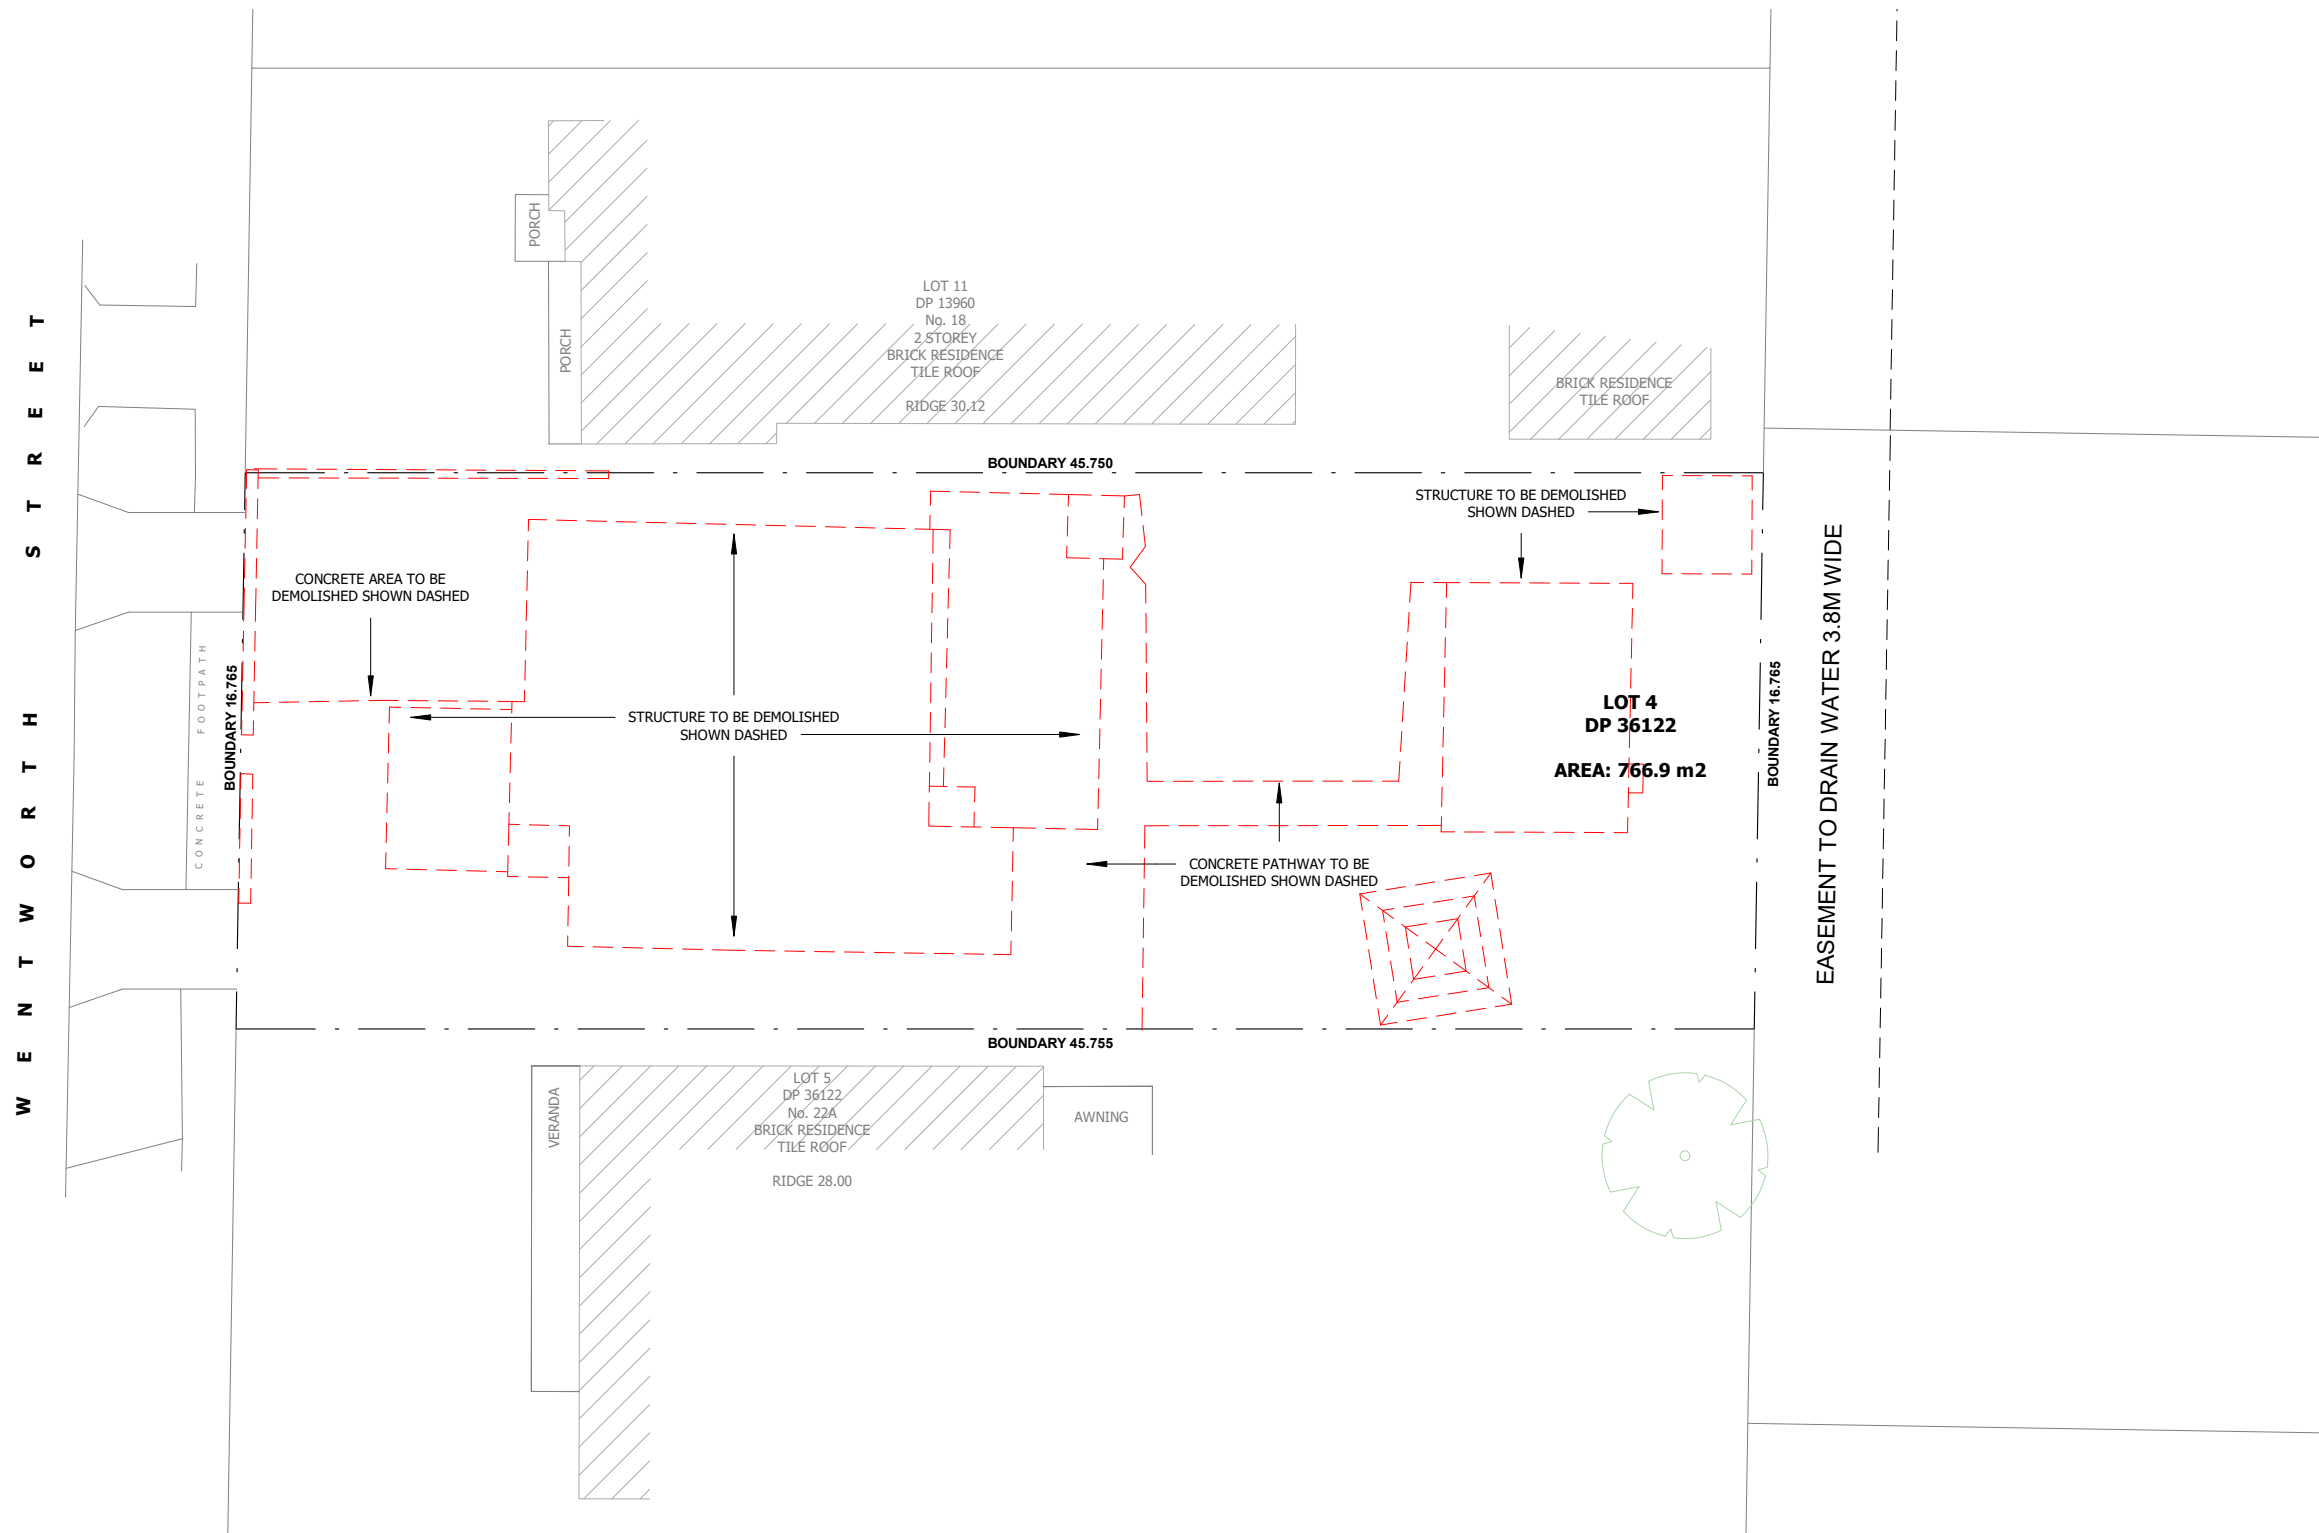 WENTWORTH STREET
CONCRETE FOOTPATH
PORCH
PORCH
LOT 11
DP 13960
No. 18
2 STOREY
BRICK RESIDENCE
TILE ROOF
RIDGE 30.12
BRICK RESIDENCE
TILE ROOF
BOUNDARY 45.750
STRUCTURE TO BE DEMOLISHED
SHOWN DASHED
CONCRETE AREA TO BE
DEMOLISHED SHOWN DASHED
BOUNDARY 16.765
STRUCTURE TO BE DEMOLISHED
SHOWN DASHED
LOT 4
DP 36122
AREA: 766.9 m2
BOUNDARY 16.765
EASEMENT TO DRAIN WATER 3.8M WIDE
CONCRETE PATHWAY TO BE
DEMOLISHED SHOWN DASHED
BOUNDARY 45.755
VERANDA
LOT 5
DP 36122
No. 22A
BRICK RESIDENCE
TILE ROOF
RIDGE 28.00
AWNING